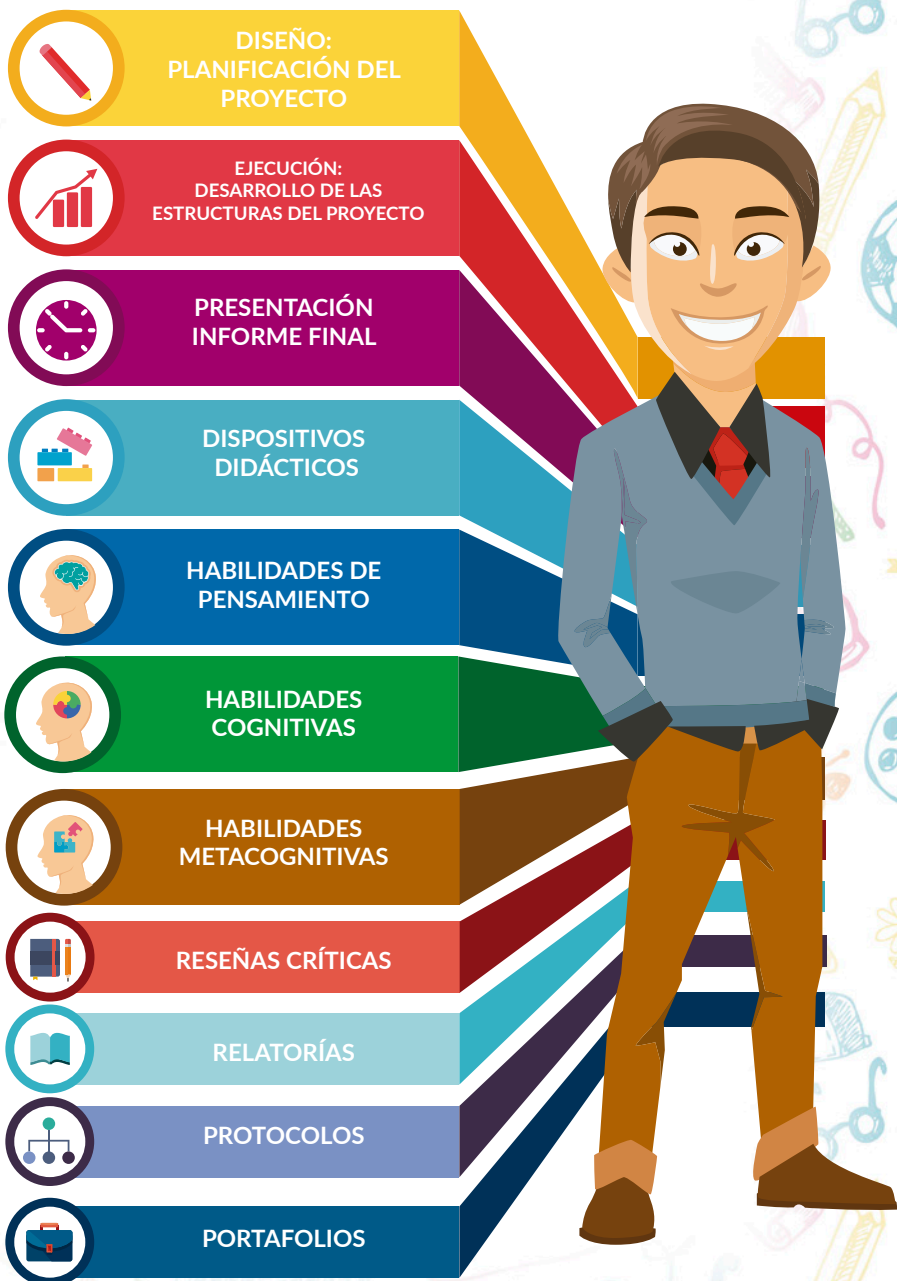 DISEÑO:
PLANIFICACIÓN DEL
PROYECTO
EJECUCIÓN:
DESARROLLO DE LAS
ESTRUCTURAS DEL PROYECTO
PRESENTACIÓN
INFORME FINAL
DISPOSITIVOS
DIDÁCTICOS
HABILIDADES DE
PENSAMIENTO
HABILIDADES
COGNITIVAS
HABILIDADES
METACOGNITIVAS
RESEÑAS CRÍTICAS
RELATORÍAS
PROTOCOLOS
PORTAFOLIOS